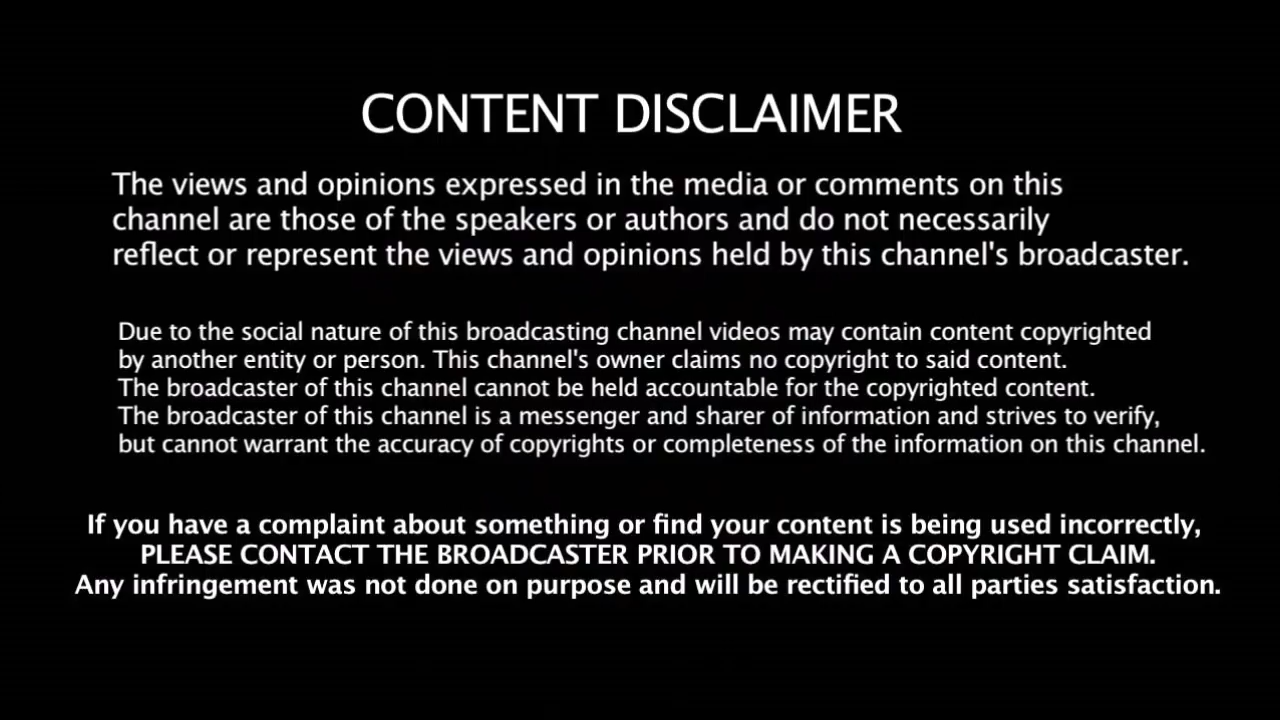 CONTENT DISCLAIMER
The views and opinions expressed in the media or comments on this
channel are those of the speakers or authors and do not necessarily
reflect or represent the views and opinions held by this channel's broadcaster.
Due to the social nature of this broadcasting channel videos may contain content copyrighted
by another entity or person. This channel's owner claims no copyright to said content.
The broadcaster of this channel cannot be held accountable for the copyrighted content.
The broadcaster of this channel is a messenger and sharer of information and strives to verify,
but cannot warrant the accuracy of copyrights or completeness of the information on this channel.
If you have a complaint about something or find your content is being used incorrectly,
PLEASE CONTACT THE BROADCASTER PRIOR TO MAKING A COPYRIGHT CLAIM.
Any infringement was not done on purpose and will be rectified to all parties satisfaction.